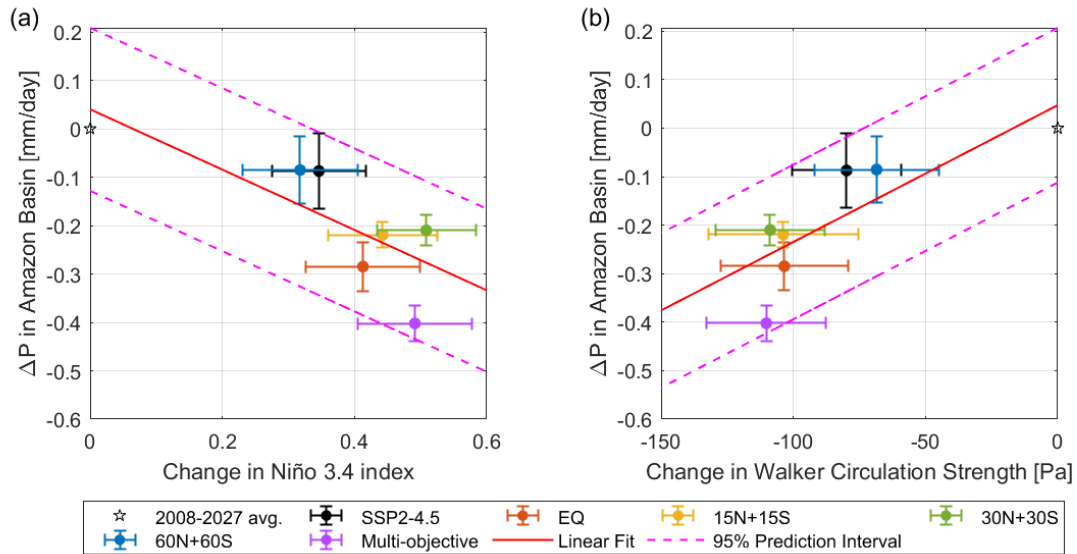 (a)
0.2
0.1
0
-0.1
-0.2
-0.3
-0.4
-0.5
-0.6
ΔP in Amazon Basin [mm/day]
0 0.2 0.4 0.6
Change in Niño 3.4 index
(b)
0.2
0.1
0
-0.1
-0.2
-0.3
-0.4
-0.5
-0.6
ΔP in Amazon Basin [mm/day]
-150 -100 -50 0
Change in Walker Circulation Strength [Pa]
2008-2027 avg. SSP2-4.5 EQ 15N+15S 30N+30S
60N+60S Multi-objective Linear Fit 95% Prediction Interval